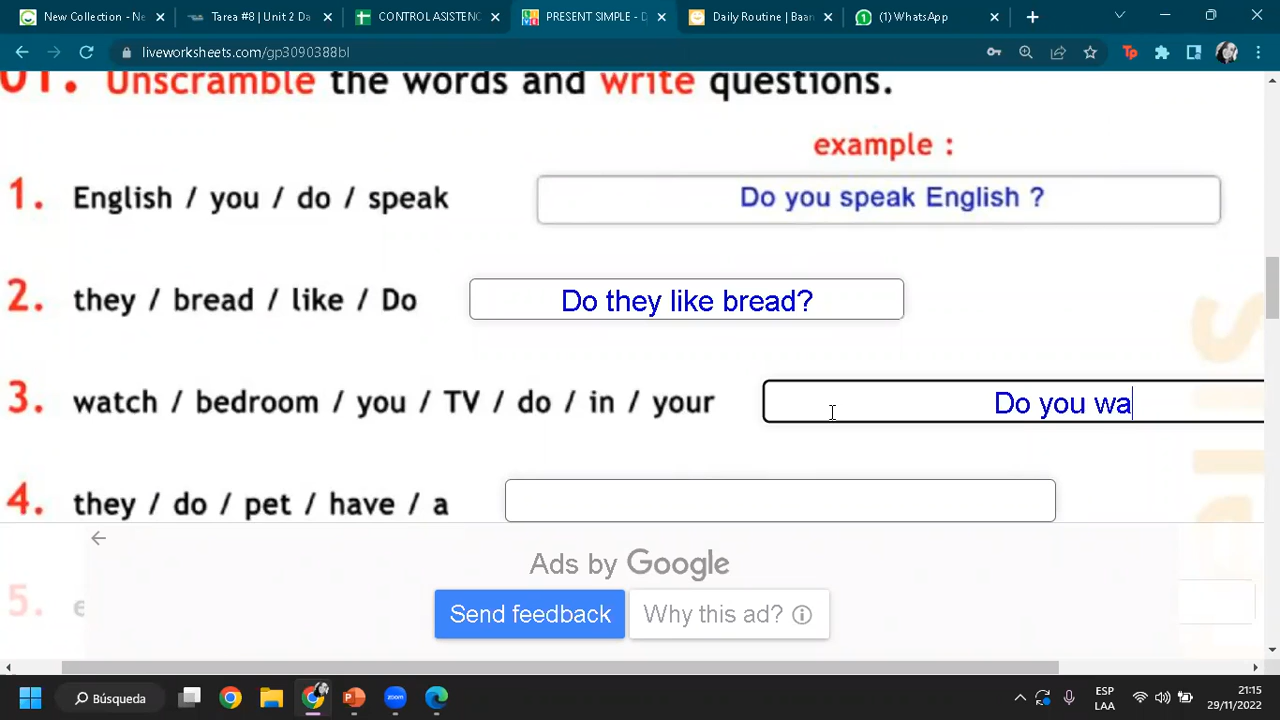 New Collection - Ne
Tarea #8 | Unit 2 Da
CONTROL ASISTENC
PRESENT SIMPLE - D
Daily Routine | Baam
(1) WhatsApp
liveworksheets.com/gp3090388bl
01. Unscramble the words and write questions.
example :
1. English / you / do / speak
Do you speak English ?
2. they / bread / like / Do
Do they like bread?
3. watch / bedroom / you / TV / do / in / your
Do you wa
4. they / do / pet / have / a
Ads by Google
5. e
Send feedback
Why this ad?
Búsqueda
ESP
LAA
21:15
29/11/2022